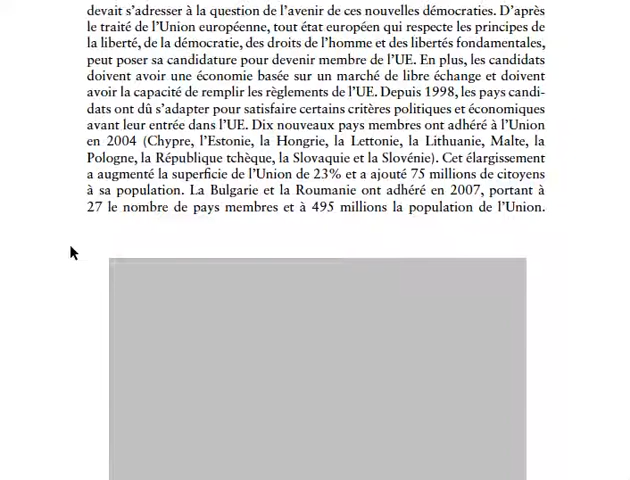 devait s'adresser à la question de l'avenir de ces nouvelles démocraties. D'après
le traité de l'Union européenne, tout état européen qui respecte les principes de
la liberté, de la démocratie, des droits de l'homme et des libertés fondamentales,
peut poser sa candidature pour devenir membre de l'UE. En plus, les candidats
doivent avoir une économie basée sur un marché de libre échange et doivent
avoir la capacité de remplir les règlements de l'UE. Depuis 1998, les pays candi-
dats ont dû s'adapter pour satisfaire certains critères politiques et économiques
avant leur entrée dans l'UE. Dix nouveaux pays membres ont adhéré à l'Union
en 2004 (Chypre, l'Estonie, la Hongrie, la Lettonie, la Lithuanie, Malte, la
Pologne, la République tchèque, la Slovaquie et la Slovénie). Cet élargissement
a augmenté la superficie de l'Union de 23% et a ajouté 75 millions de citoyens
à sa population. La Bulgarie et la Roumanie ont adhéré en 2007, portant à
27 le nombre de pays membres et à 495 millions la population de l'Union.